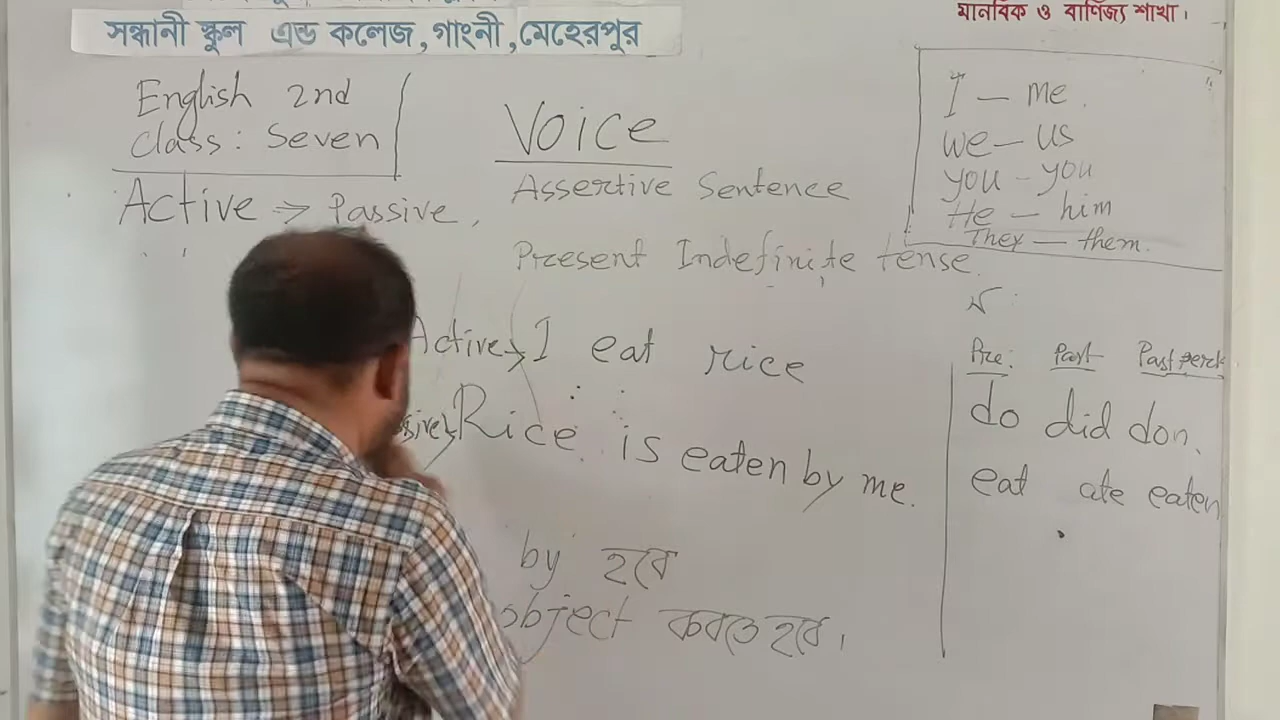 সন্ধানী স্কুল এন্ড কলেজ,গাংনী,মেহেরপুর
মানবিক ও বাণিজ্য শাখা।
English 2nd
class: Seven
Active ⇒ Passive,
Voice
Assertive Sentence
Present Indefinite tense.
Active→ I eat rice
Rice is eaten by me.
by হবে
object করতে হবে।
I — me.
we — us
you - you
He — him
They — them.
Pre: Past Past
do did don.
eat ate eaten